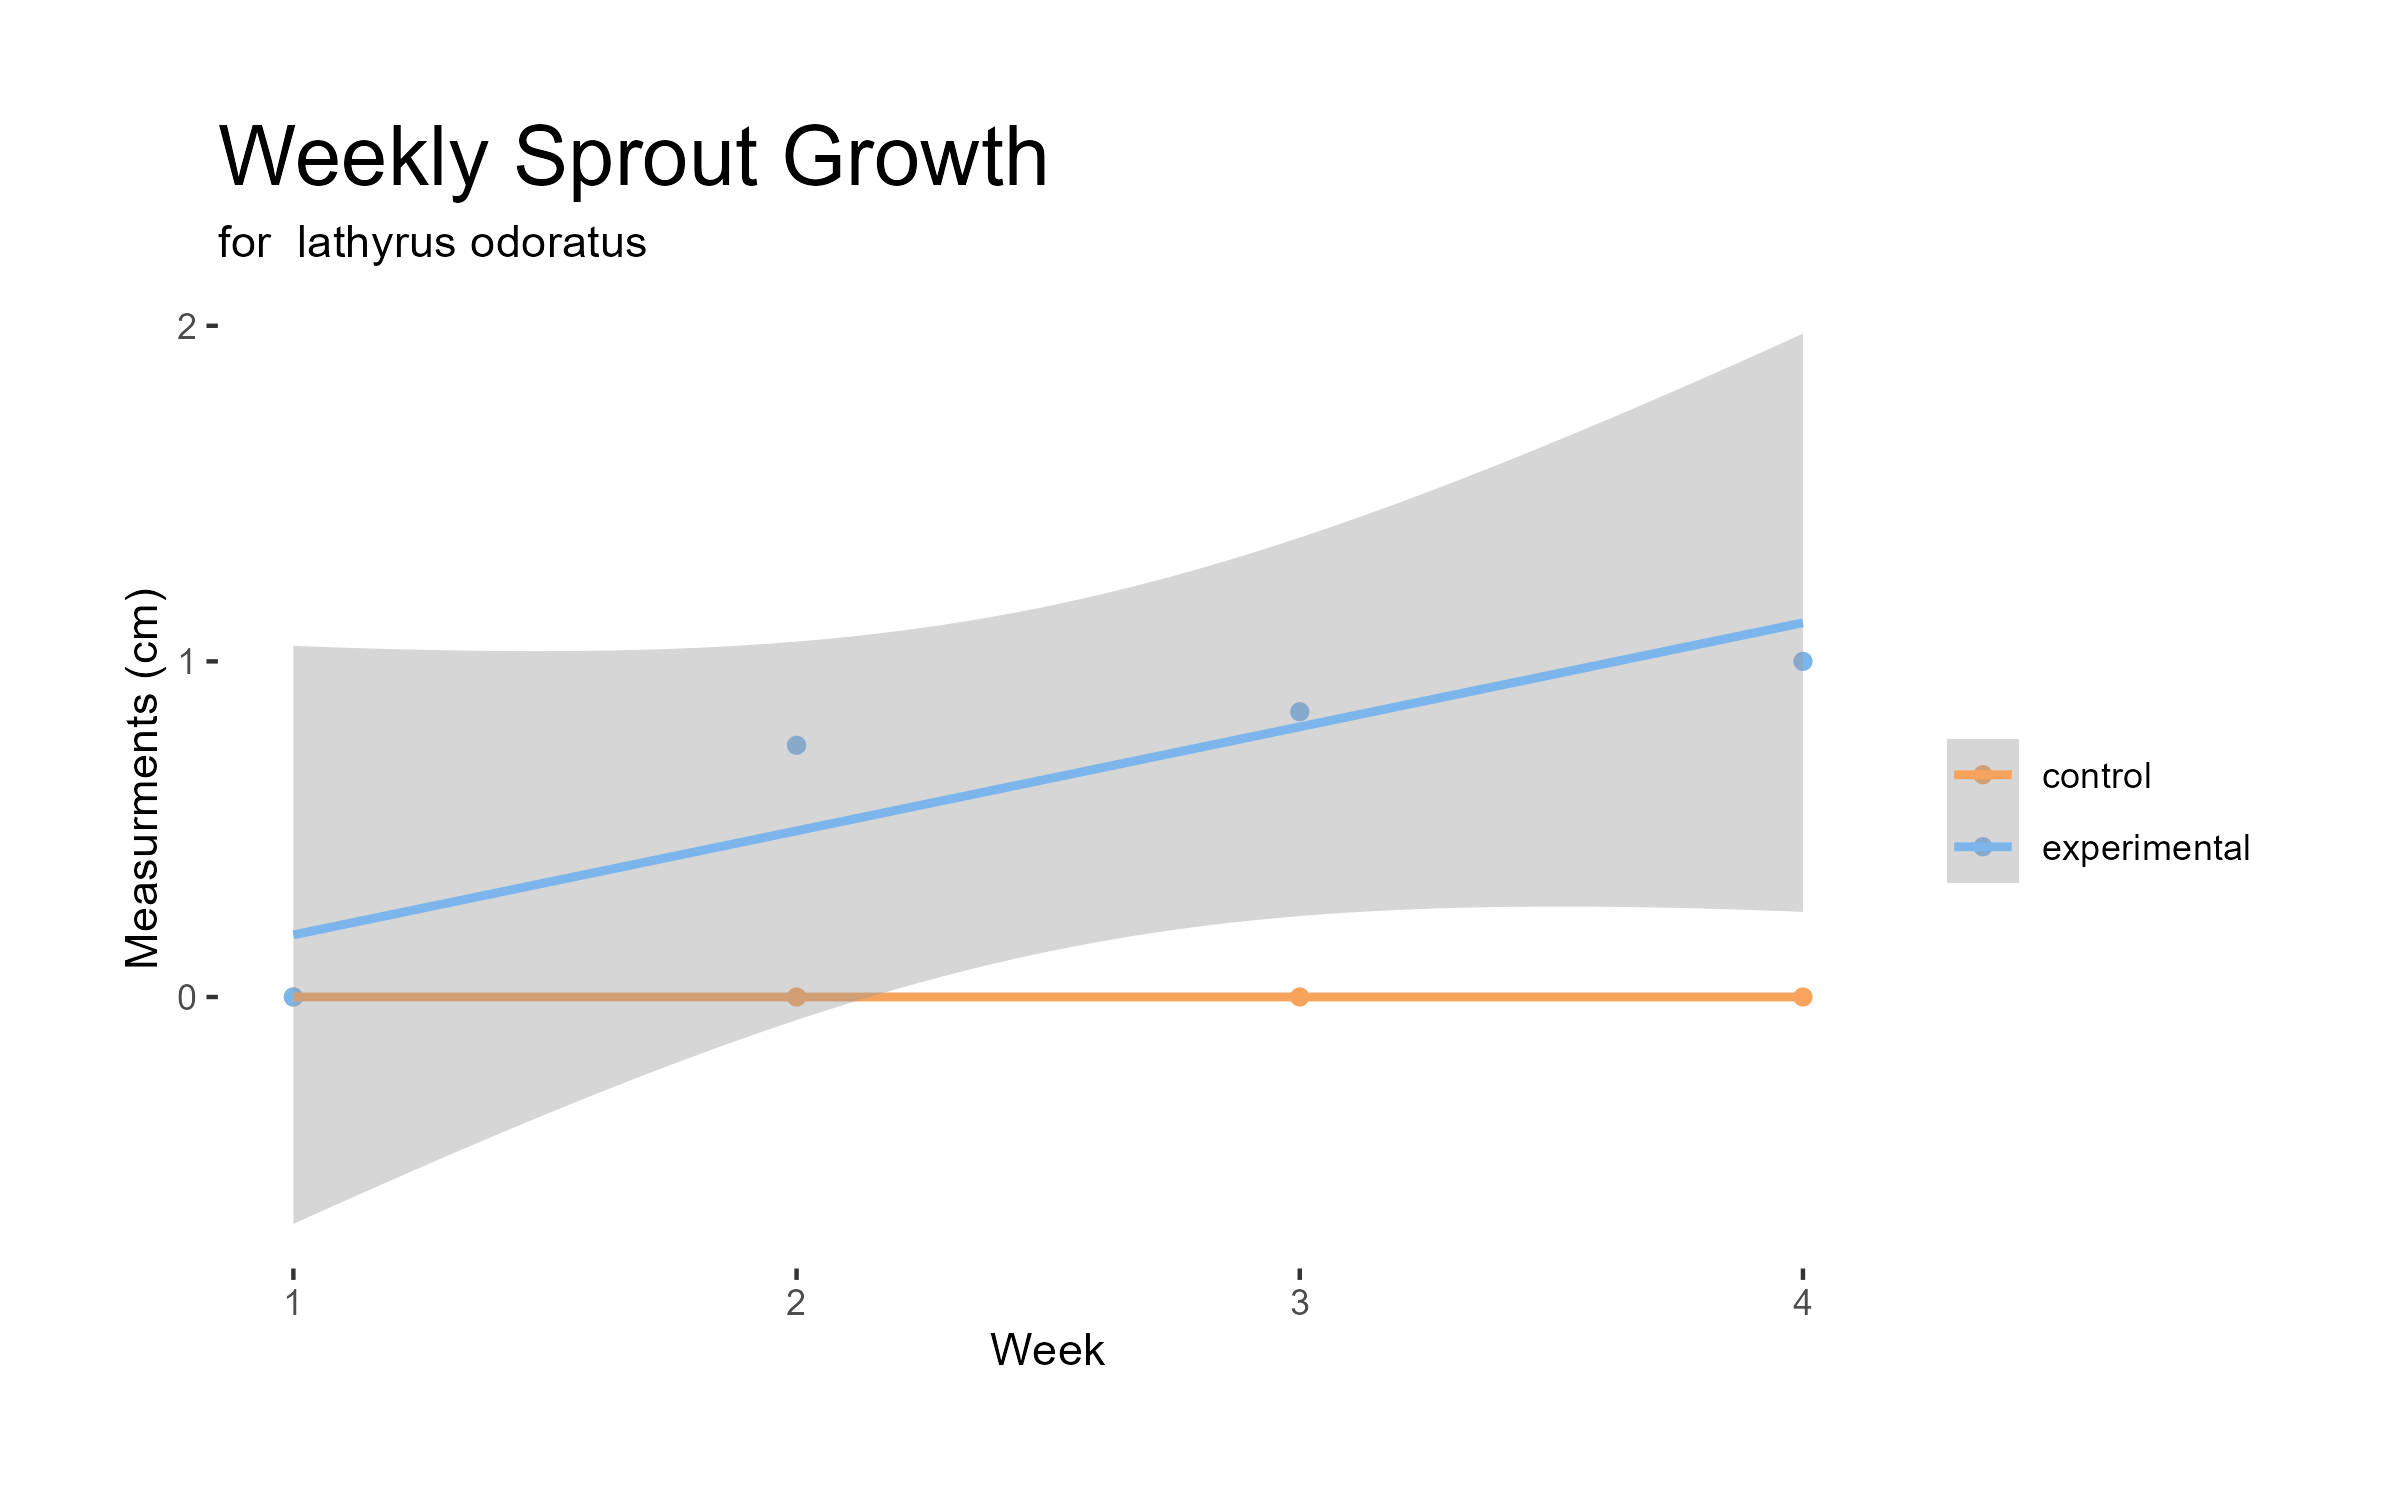 Weekly Sprout Growth
for  lathyrus odoratus
Measurments (cm)
2
1
0
1 2 3 4
Week
control
experimental